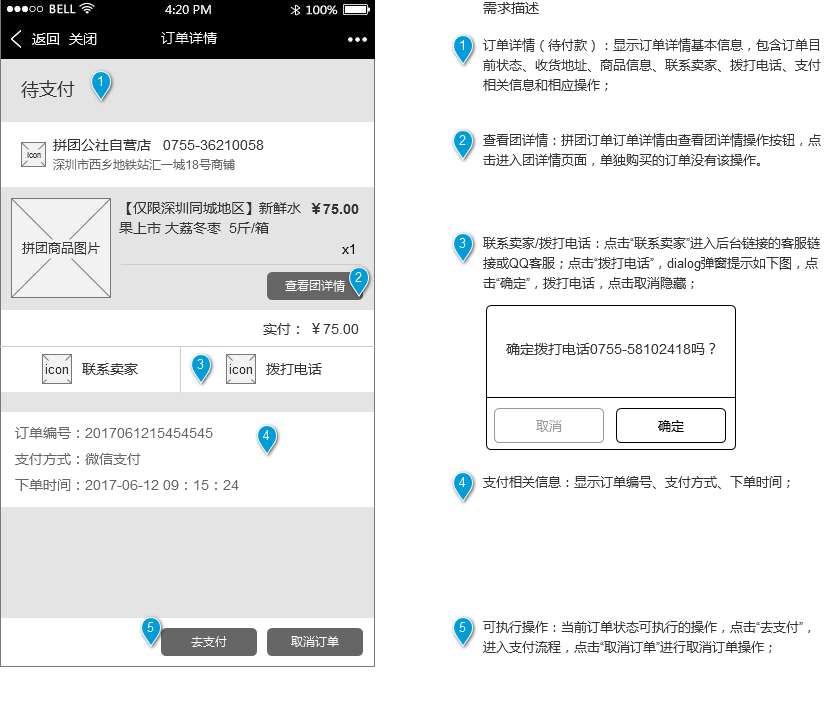 BELL 4:20 PM 100%
返回 关闭 订单详情
待支付
1
icon
拼团公社自营店 0755-36210058
深圳市西乡地铁站汇一城18号商铺
拼团商品图片
【仅限深圳同城地区】新鲜水 ￥75.00
果上市 大荔冬枣 5斤/箱
x1
查看团详情
2
实付： ￥75.00
icon 联系卖家
3
icon 拨打电话
订单编号：2017061215454545
4
支付方式：微信支付
下单时间：2017-06-12 09：15：24
5
去支付
取消订单
需求描述
1
订单详情（待付款）：显示订单详情基本信息，包含订单目
前状态、收货地址、商品信息、联系卖家、拨打电话、支付
相关信息和相应操作；
2
查看团详情：拼团订单订单详情由查看团详情操作按钮，点
击进入团详情页面，单独购买的订单没有该操作。
3
联系卖家/拨打电话：点击“联系卖家”进入后台链接的客服链
接或QQ客服；点击“拨打电话”，dialog弹窗提示如下图，点
击“确定”，拨打电话，点击取消隐藏；
确定拨打电话0755-58102418吗？
取消
确定
4
支付相关信息：显示订单编号、支付方式、下单时间；
5
可执行操作：当前订单状态可执行的操作，点击“去支付”，
进入支付流程，点击“取消订单”进行取消订单操作；